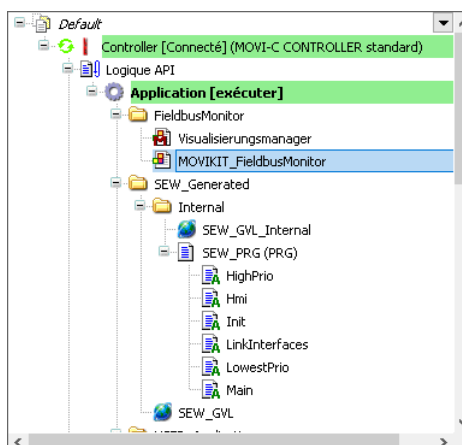 Default
Controller [Connecté] (MOVI-C CONTROLLER standard)
Logique API
Application [exécuter]
FieldbusMonitor
Visualisierungsmanager
MOVIKIT_FieldbusMonitor
SEW_Generated
Internal
SEW_GVL_Internal
SEW_PRG (PRG)
HighPrio
Hmi
Init
LinkInterfaces
LowestPrio
Main
SEW_GVL